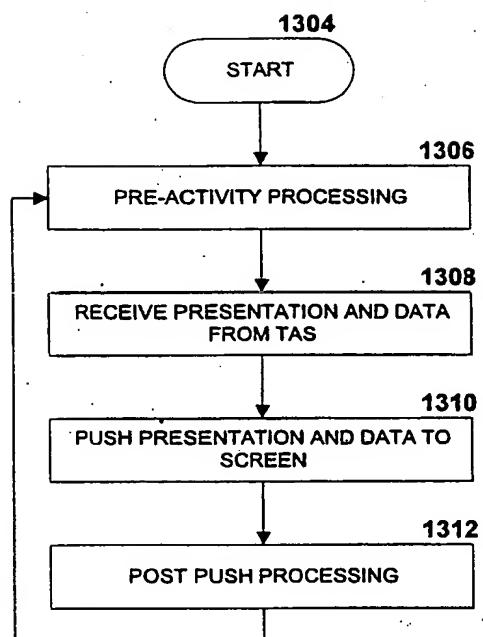 1304
START
1306
PRE-ACTIVITY PROCESSING
1308
RECEIVE PRESENTATION AND DATA
FROM TAS
1310
PUSH PRESENTATION AND DATA TO
SCREEN
1312
POST PUSH PROCESSING